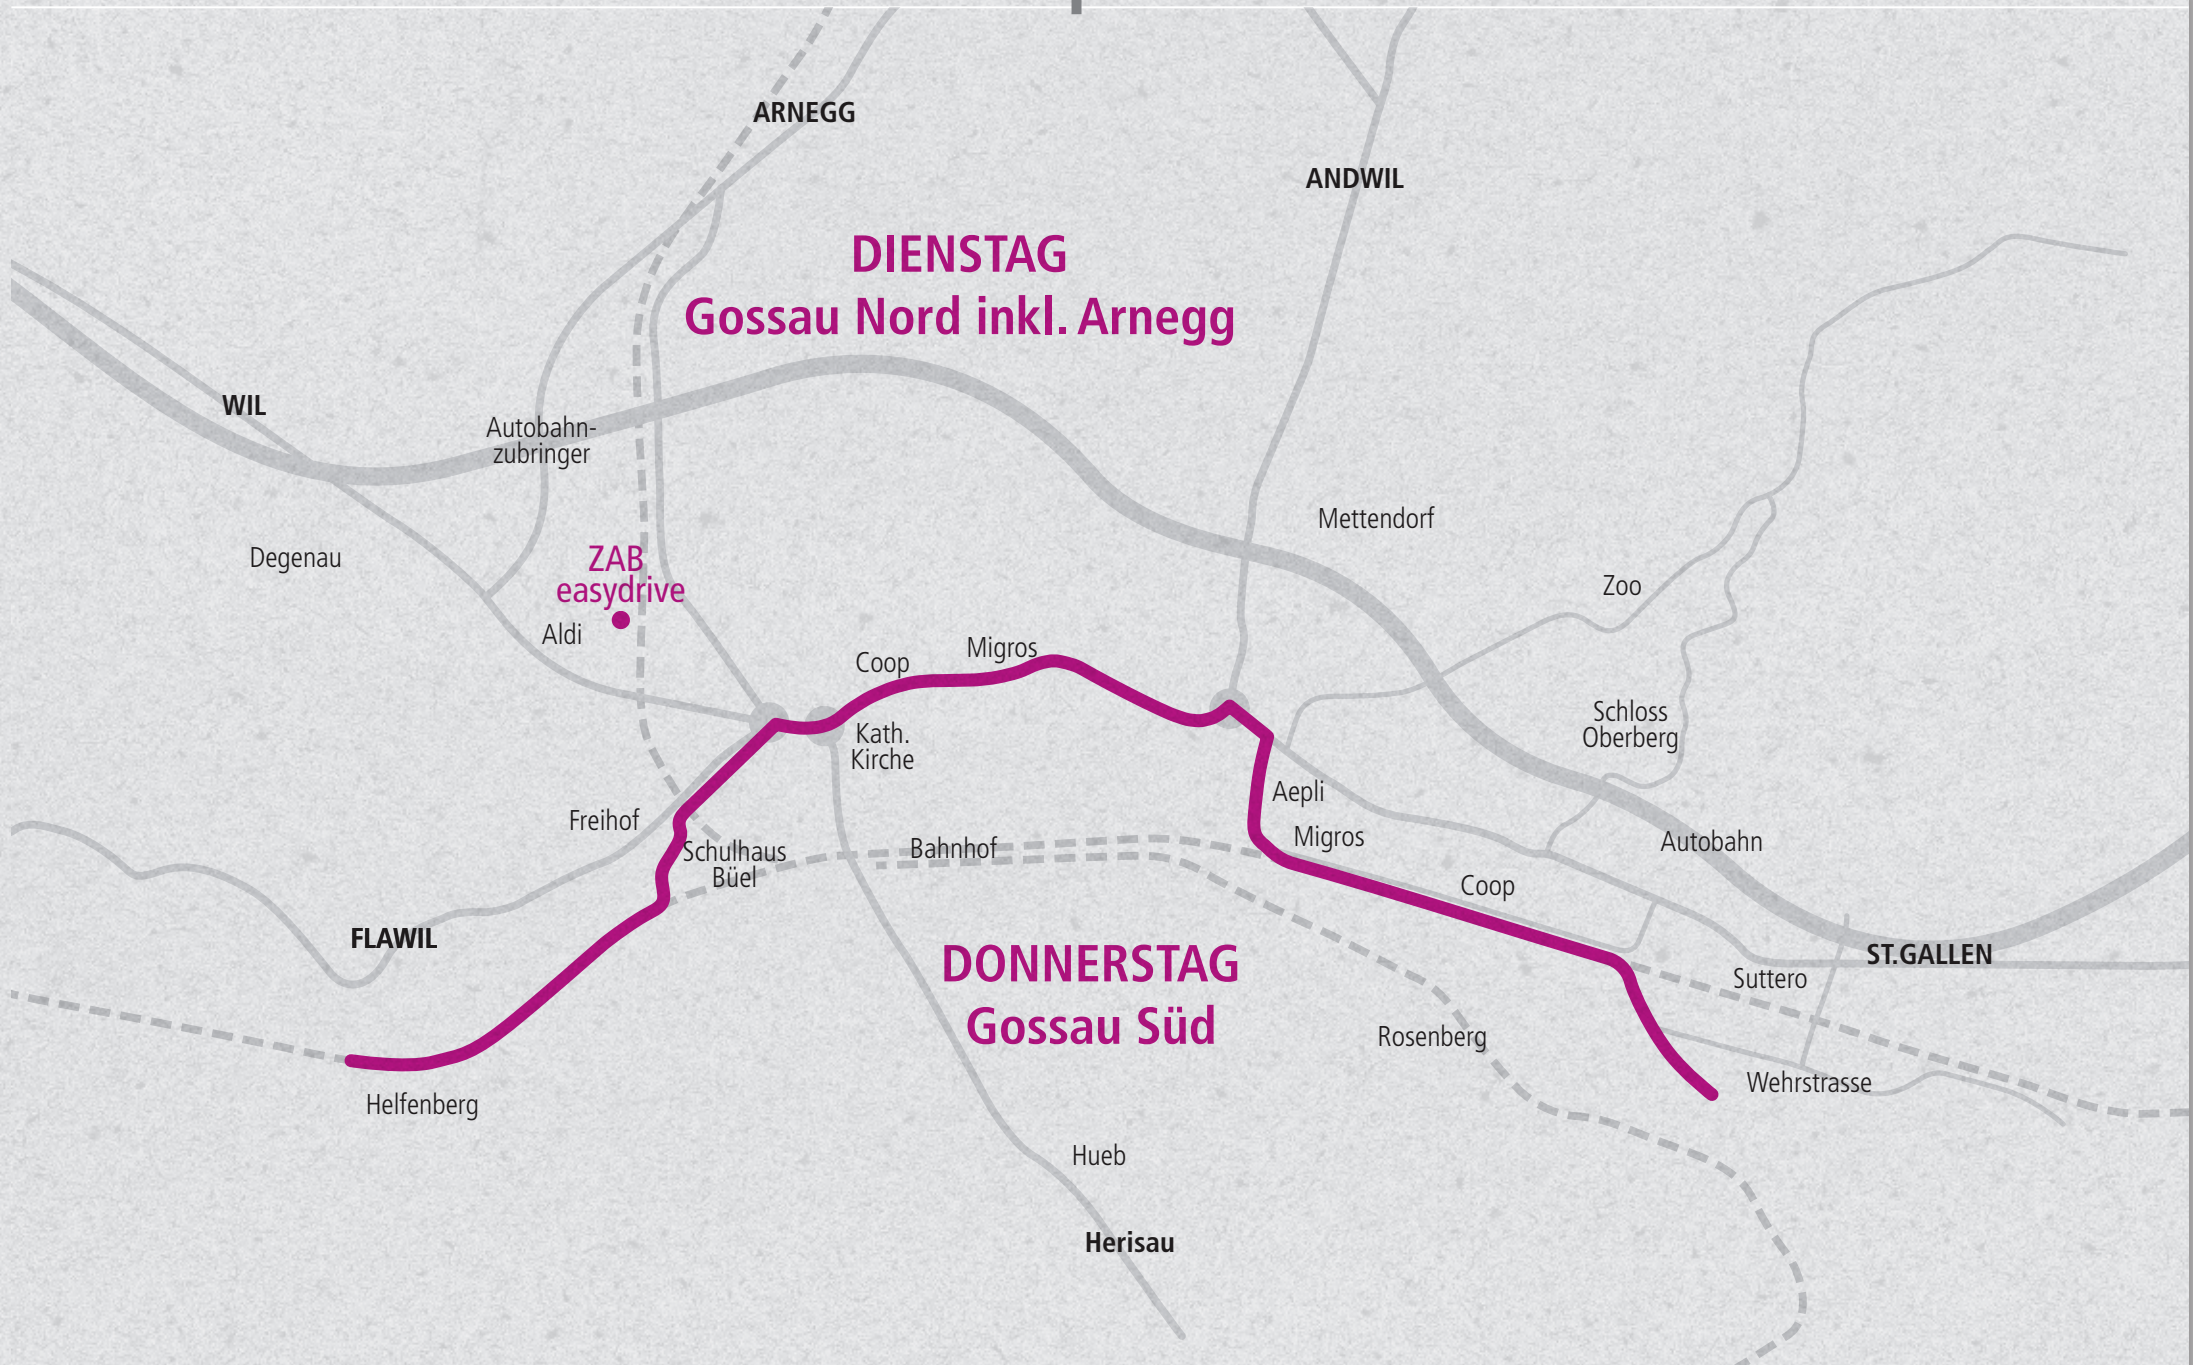 ARNEGG
ANDWIL
DIENSTAG
Gossau Nord inkl. Arnegg
WIL
Autobahn-
zubringer
Mettendorf
Degenau
ZAB
easydrive
Zoo
Aldi
Migros
Coop
Schloss
Oberberg
Kath.
Kirche
Aepli
Freihof
Migros
Autobahn
Schulhaus
Büel
Bahnhof
Coop
FLAWIL
DONNERSTAG
Gossau Süd
ST.GALLEN
Suttero
Rosenberg
Wehrstrasse
Helfenberg
Hueb
Herisau